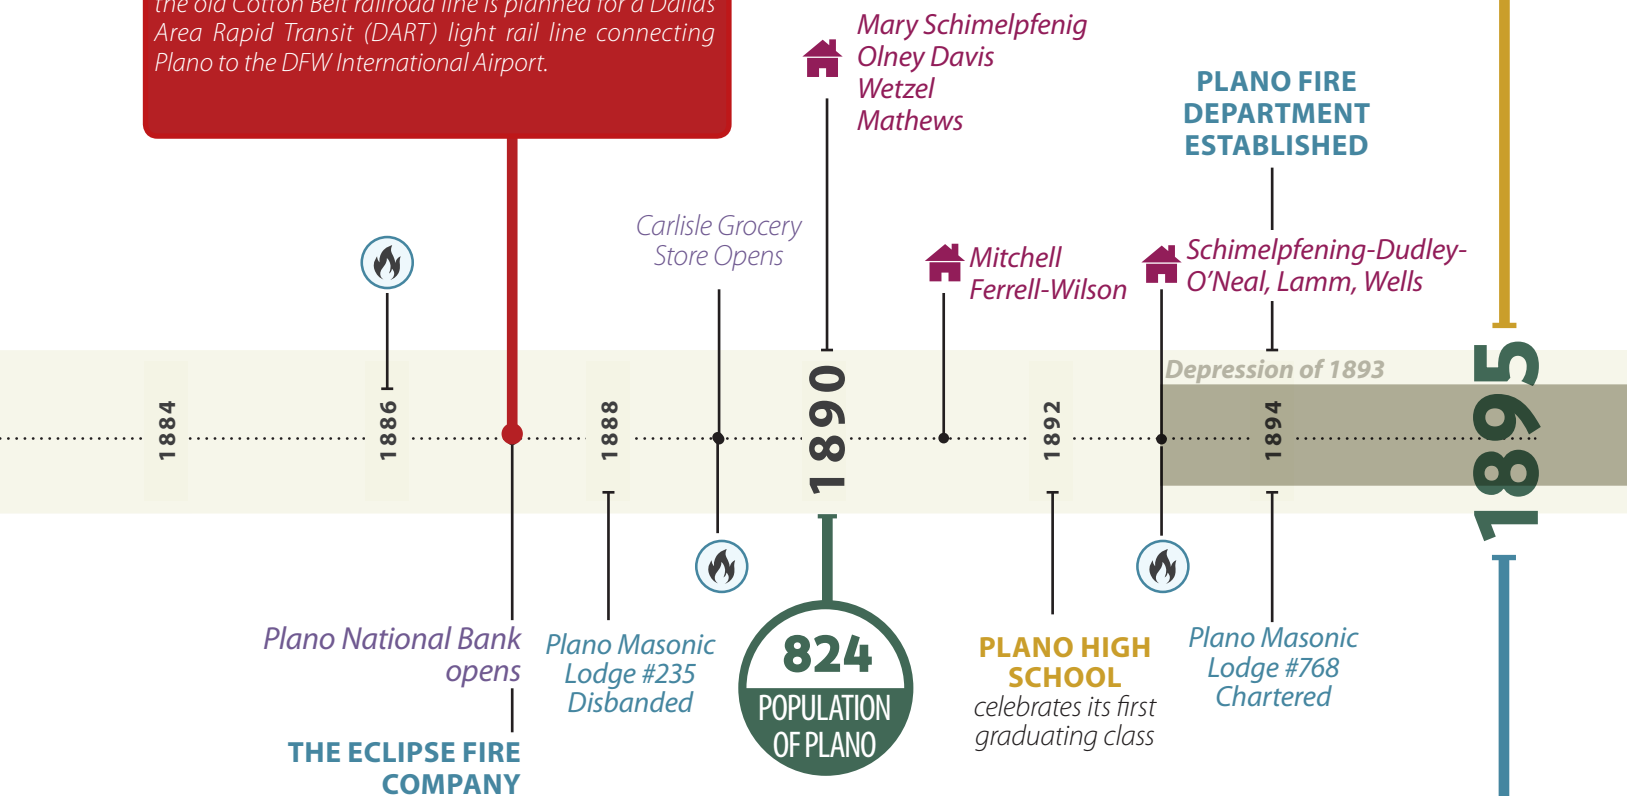 the old Cotton Belt railroad line is planned for a Dallas
Area Rapid Transit (DART) light rail line connecting
Plano to the DFW International Airport.
Mary Schimelpfenig
Olney Davis
Wetzel
Mathews
PLANO FIRE
DEPARTMENT
ESTABLISHED
Carlisle Grocery
Store Opens
Mitchell
Ferrell-Wilson
Schimelpfening-Dudley-
O'Neal, Lamm, Wells
Depression of 1893
1884
1886
1888
1890
1892
1894
1895
Plano National Bank
opens
THE ECLIPSE FIRE
COMPANY
Plano Masonic
Lodge #235
Disbanded
824
POPULATION
OF PLANO
PLANO HIGH
SCHOOL
celebrates its first
graduating class
Plano Masonic
Lodge #768
Chartered